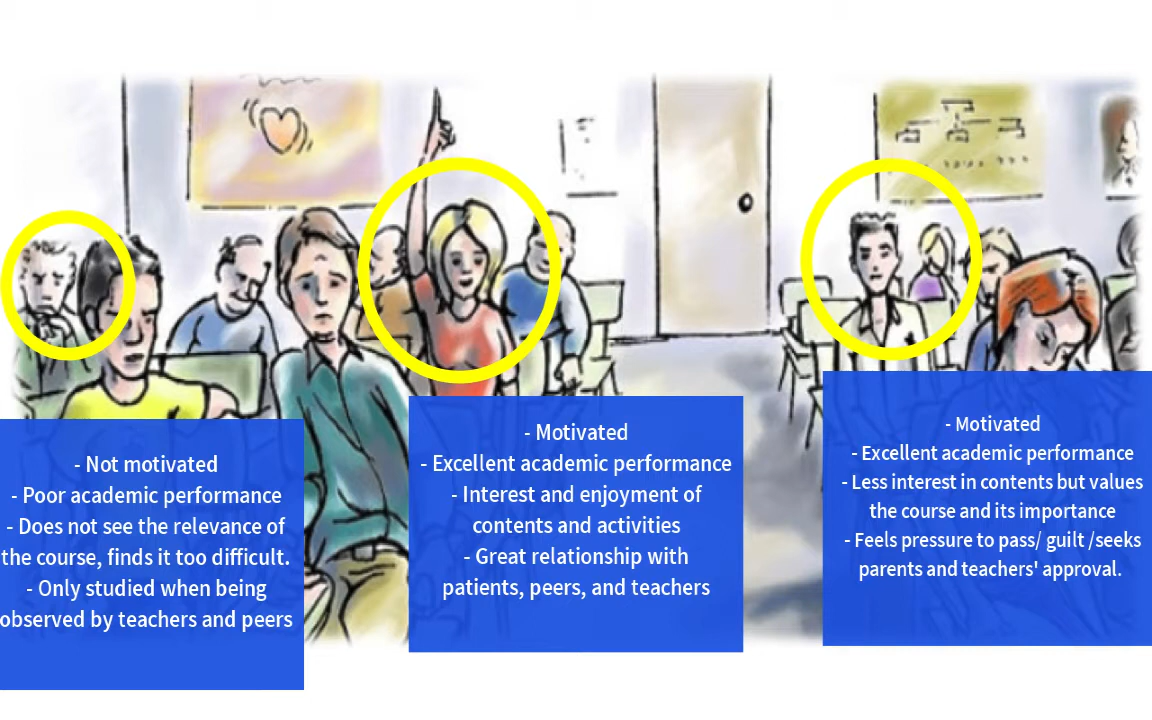 - Not motivated
- Poor academic performance
- Does not see the relevance of
the course, finds it too difficult.
- Only studied when being
observed by teachers and peers
- Motivated
- Excellent academic performance
- Interest and enjoyment of
contents and activities
- Great relationship with
patients, peers, and teachers
- Motivated
- Excellent academic performance
- Less interest in contents but values
the course and its importance
- Feels pressure to pass/ guilt /seeks
parents and teachers' approval.